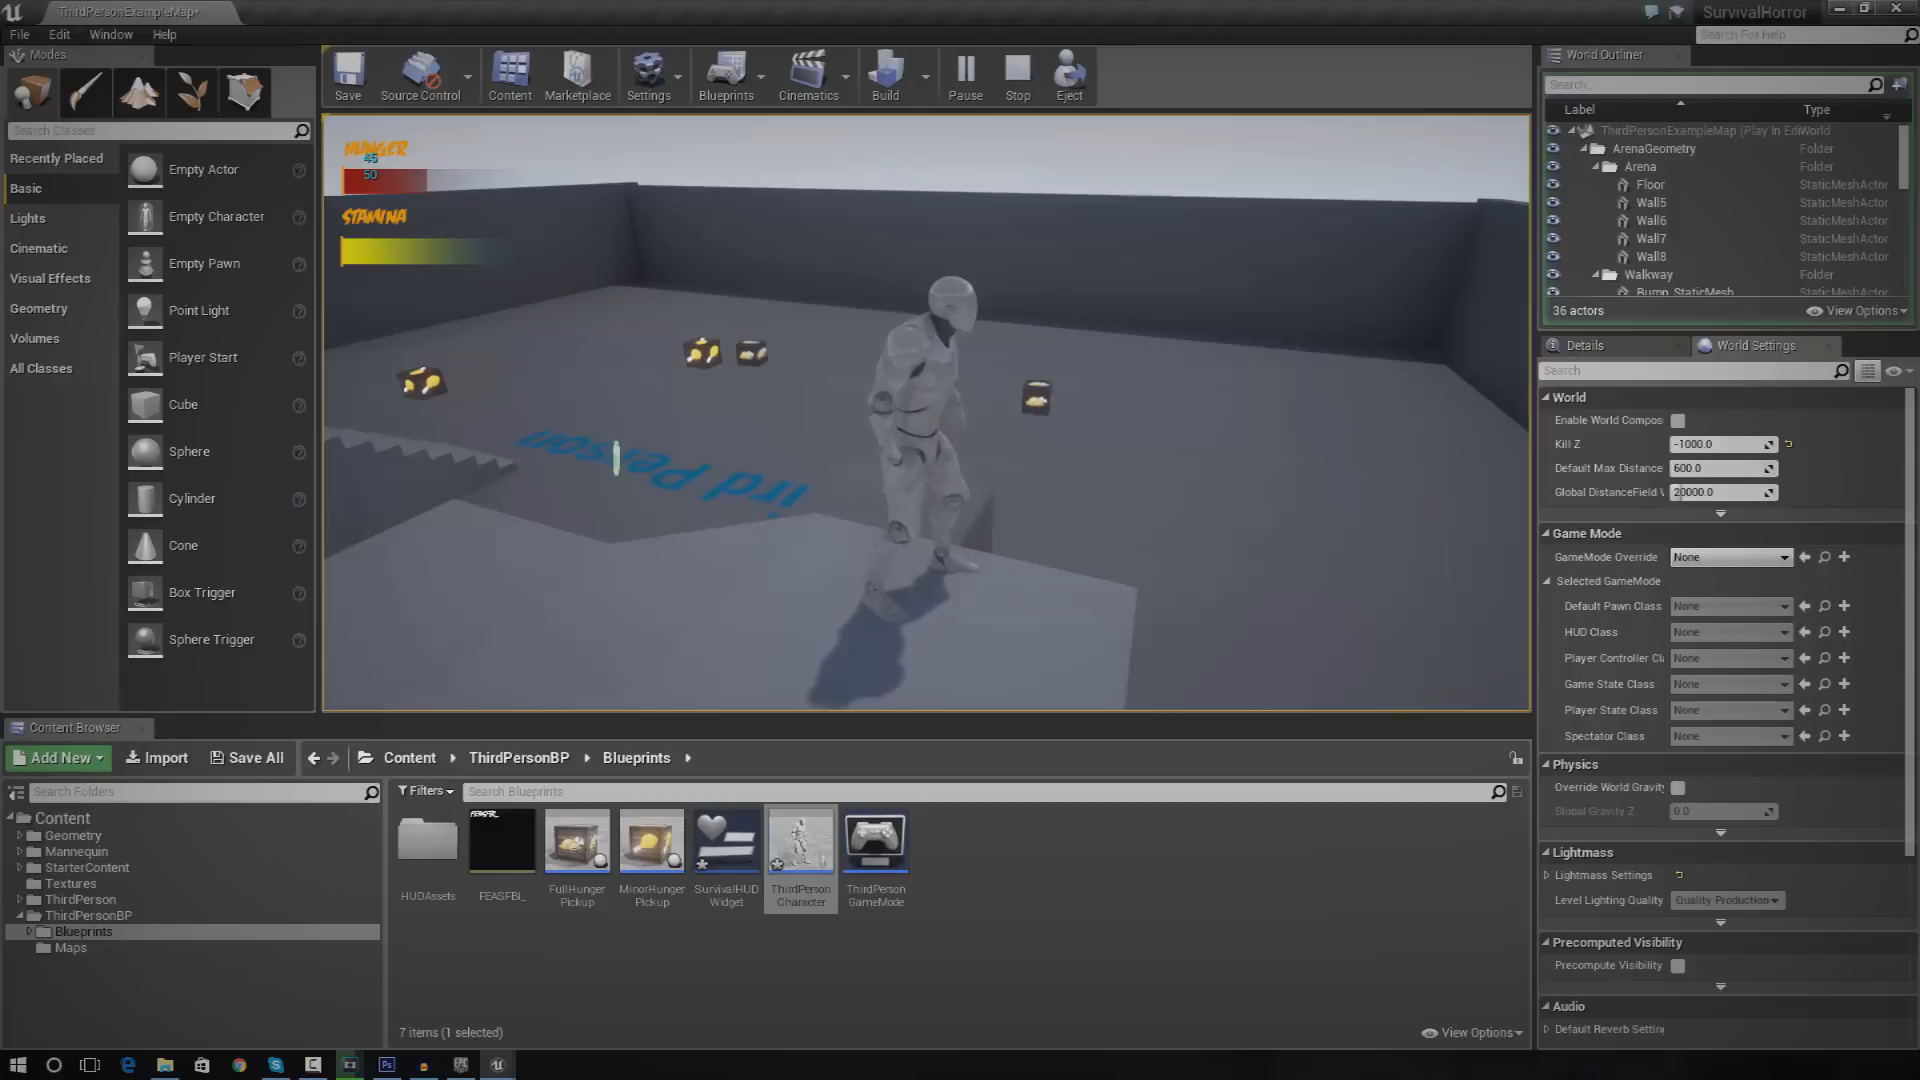 ThirdPersonExampleMap*
SurvivalHorror
File Edit Window Help
Search For Help
Modes
Search Classes
Recently Placed
Basic
Lights
Cinematic
Visual Effects
Geometry
Volumes
All Classes
Empty Actor
Empty Character
Empty Pawn
Point Light
Player Start
Cube
Sphere
Cylinder
Cone
Box Trigger
Sphere Trigger
Save
Source Control
Content
Marketplace
Settings
Blueprints
Cinematics
Build
Pause
Stop
Eject
HUNGER
45
50
STAMINA
ird Person
World Outliner
Search...
Label Type
ThirdPersonExampleMap (Play In Edi World
ArenaGeometry Folder
Arena Folder
Floor StaticMeshActor
Wall5 StaticMeshActor
Wall6 StaticMeshActor
Wall7 StaticMeshActor
Wall8 StaticMeshActor
Walkway Folder
Bump_StaticMesh StaticMeshActor
36 actors View Options
Details World Settings
Search
World
Enable World Compos
Kill Z -1000.0
Default Max Distance 600.0
Global DistanceField V 20000.0
Game Mode
GameMode Override None
Selected GameMode
Default Pawn Class None
HUD Class None
Player Controller Cl None
Game State Class None
Player State Class None
Spectator Class None
Physics
Override World Gravity
Global Gravity Z 0.0
Lightmass
Lightmass Settings
Level Lighting Quality Quality Production
Precomputed Visibility
Precompute Visibility
Audio
Default Reverb Settin
Content Browser
Add New Import Save All Content ThirdPersonBP Blueprints
Search Folders
Filters Search Blueprints
Content
Geometry
Mannequin
StarterContent
Textures
ThirdPerson
ThirdPersonBP
Blueprints
Maps
HUDAssets
FEASFBI_
FullHunger
Pickup
MinorHunger
Pickup
SurvivalHUD
Widget
ThirdPerson
Character
ThirdPerson
GameMode
7 items (1 selected) View Options
Ps
EPIC